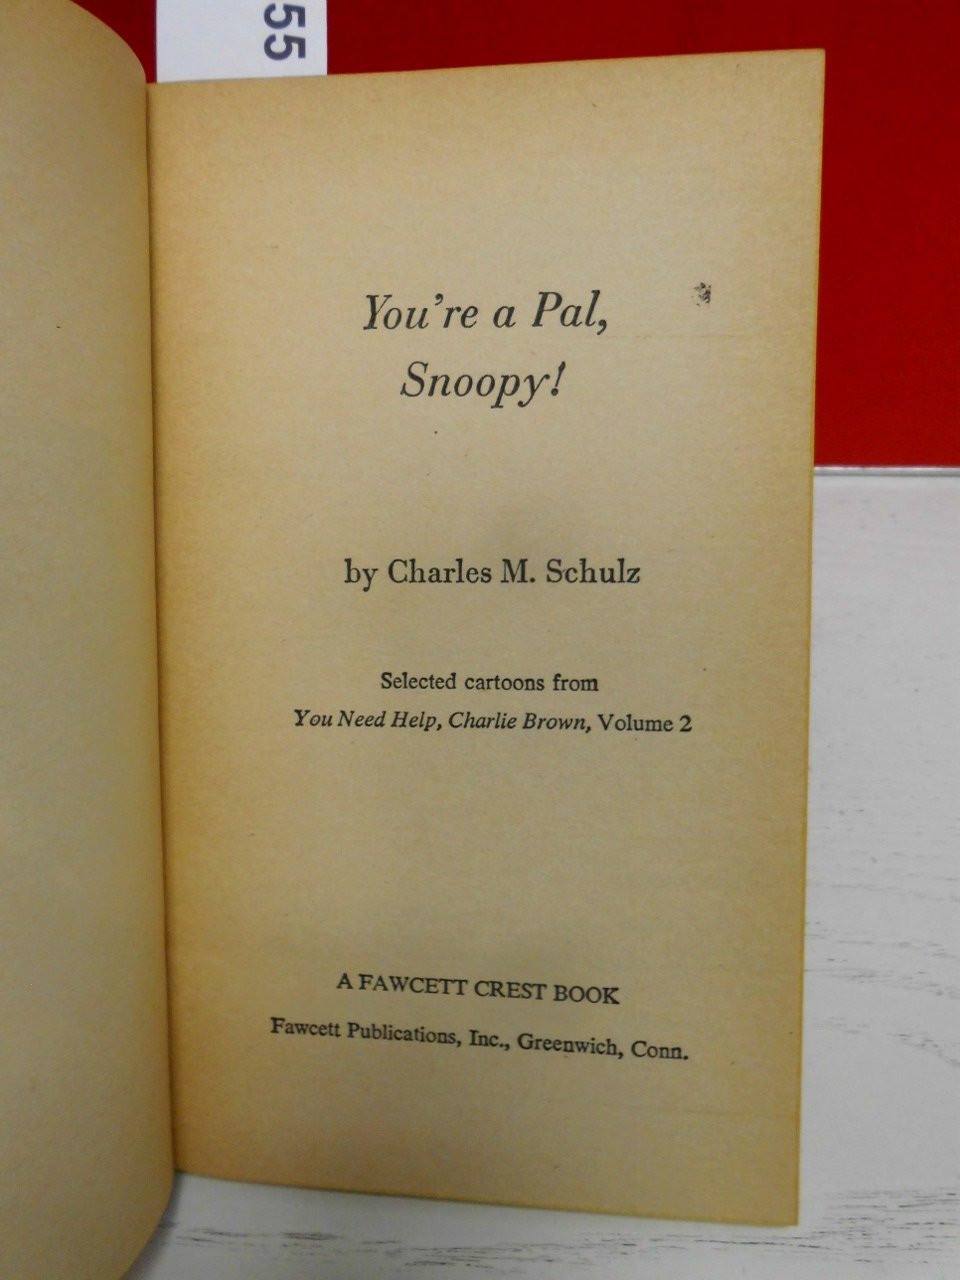 55
You're a Pal,
Snoopy!
by Charles M. Schulz
Selected cartoons from
You Need Help, Charlie Brown, Volume 2
A FAWCETT CREST BOOK
Fawcett Publications, Inc., Greenwich, Conn.